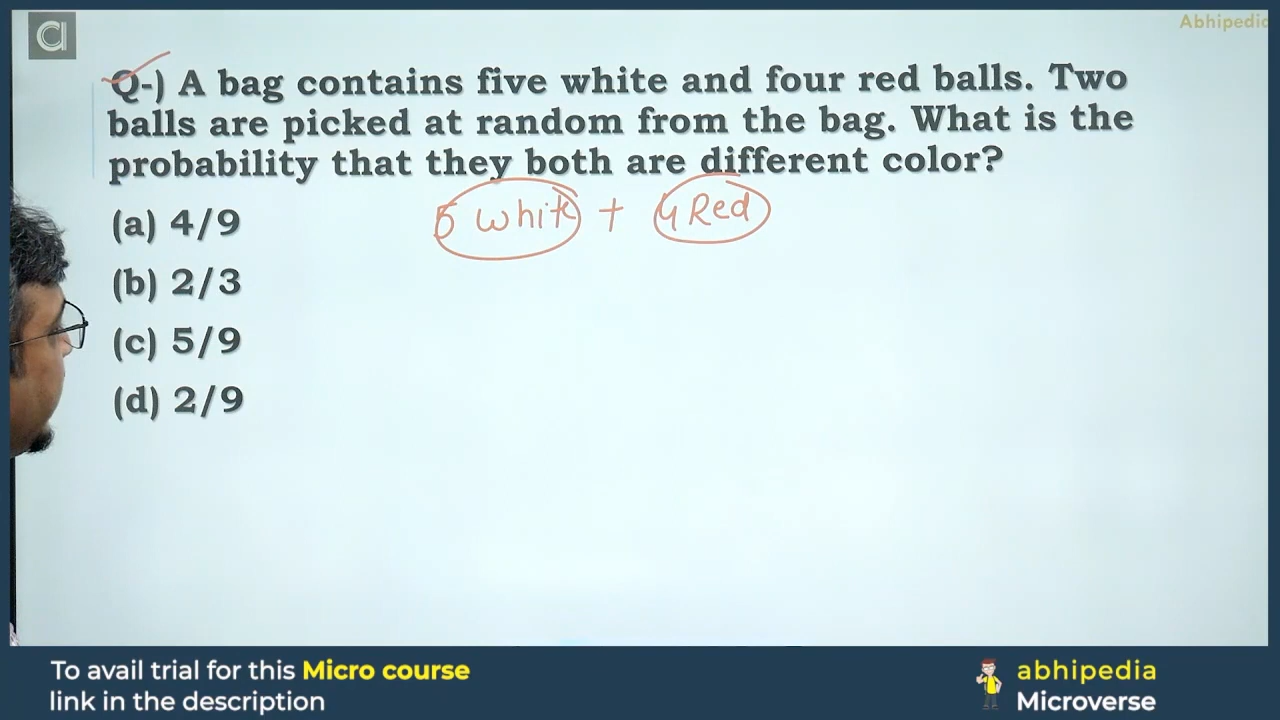 Abhipedia
Q-) A bag contains five white and four red balls. Two
balls are picked at random from the bag. What is the
probability that they both are different color?
5 white + 4 Red
(a) 4/9
(b) 2/3
(c) 5/9
(d) 2/9
To avail trial for this Micro course
link in the description
abhipedia
Microverse